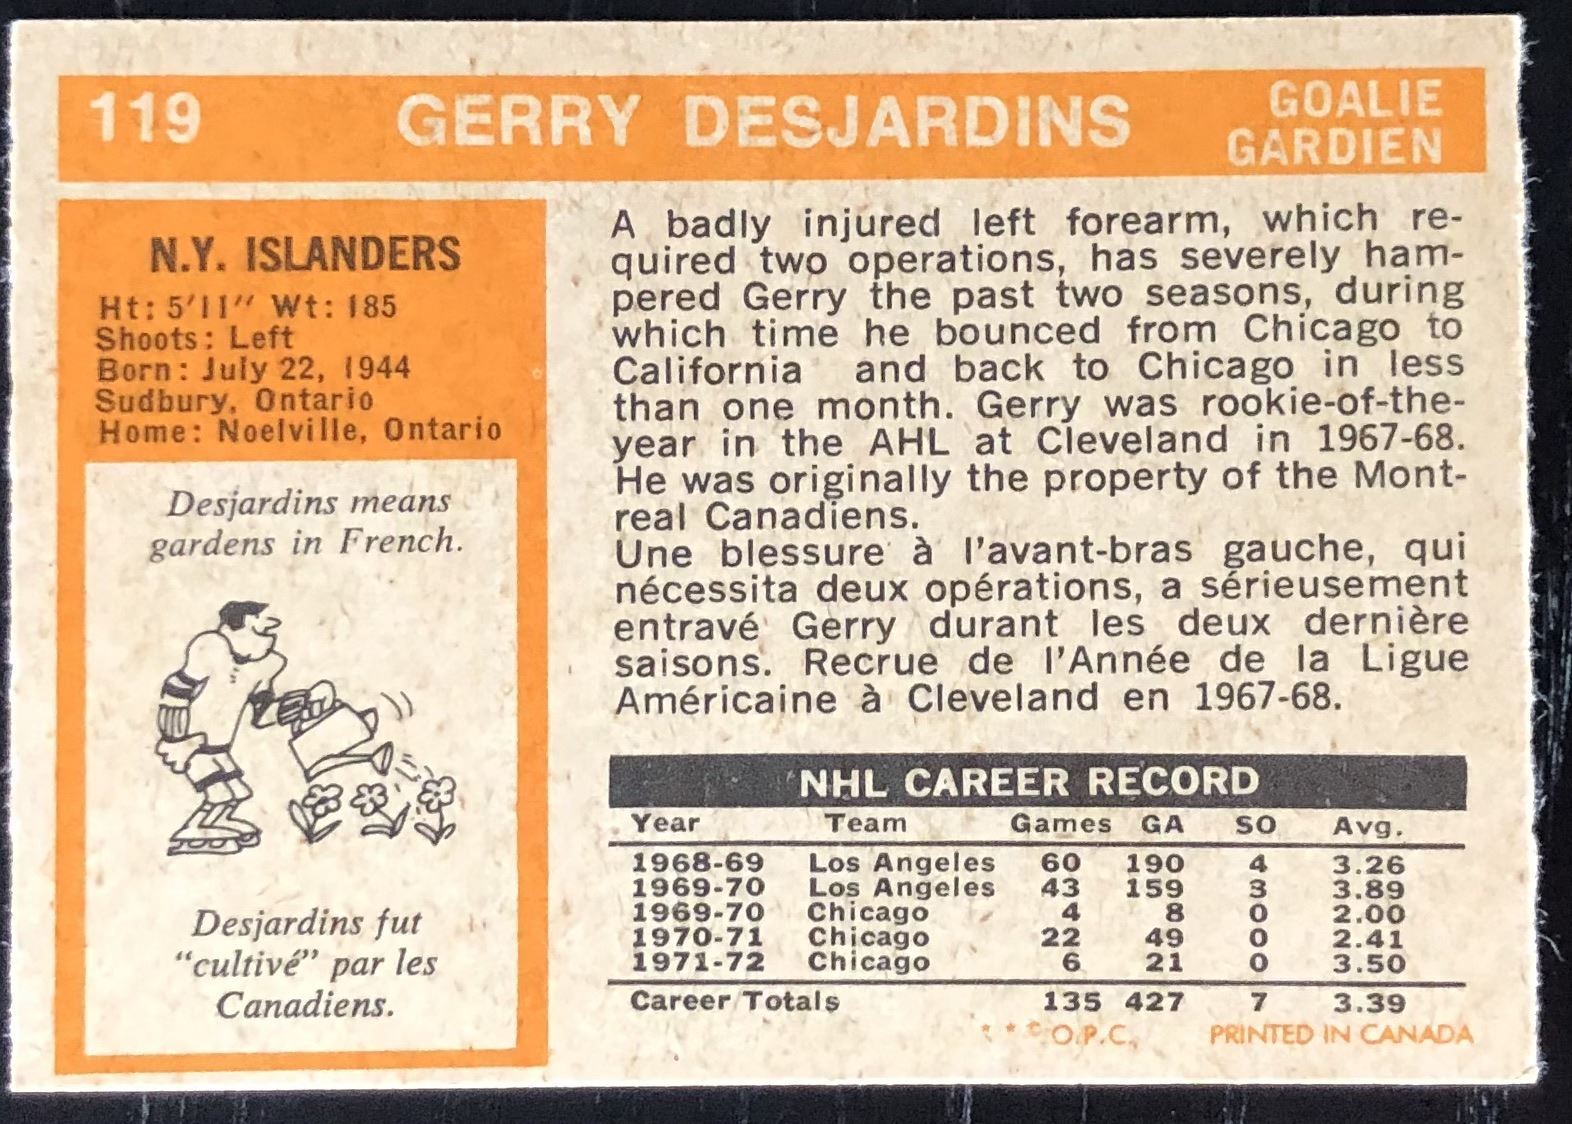 119 GERRY DESJARDINS GOALIE
GARDIEN
N.Y. ISLANDERS
Ht: 5'11" Wt: 185
Shoots: Left
Born: July 22, 1944
Sudbury, Ontario
Home: Noelville, Ontario
Desjardins means
gardens in French.
Desjardins fut
"cultivé" par les
Canadiens.
A badly injured left forearm, which re-
quired two operations, has severely ham-
pered Gerry the past two seasons, during
which time he bounced from Chicago to
California and back to Chicago in less
than one month. Gerry was rookie-of-the-
year in the AHL at Cleveland in 1967-68.
He was originally the property of the Mont-
real Canadiens.
Une blessure à l'avant-bras gauche, qui
nécessita deux opérations, a sérieusement
entravé Gerry durant les deux dernière
saisons. Recrue de l'Année de la Ligue
Américaine à Cleveland en 1967-68.
NHL CAREER RECORD
Year Team Games GA SO Avg.
1968-69 Los Angeles 60 190 4 3.26
1969-70 Los Angeles 43 159 3 3.89
1969-70 Chicago 4 8 0 2.00
1970-71 Chicago 22 49 0 2.41
1971-72 Chicago 6 21 0 3.50
Career Totals 135 427 7 3.39
* * © O.P.C. PRINTED IN CANADA